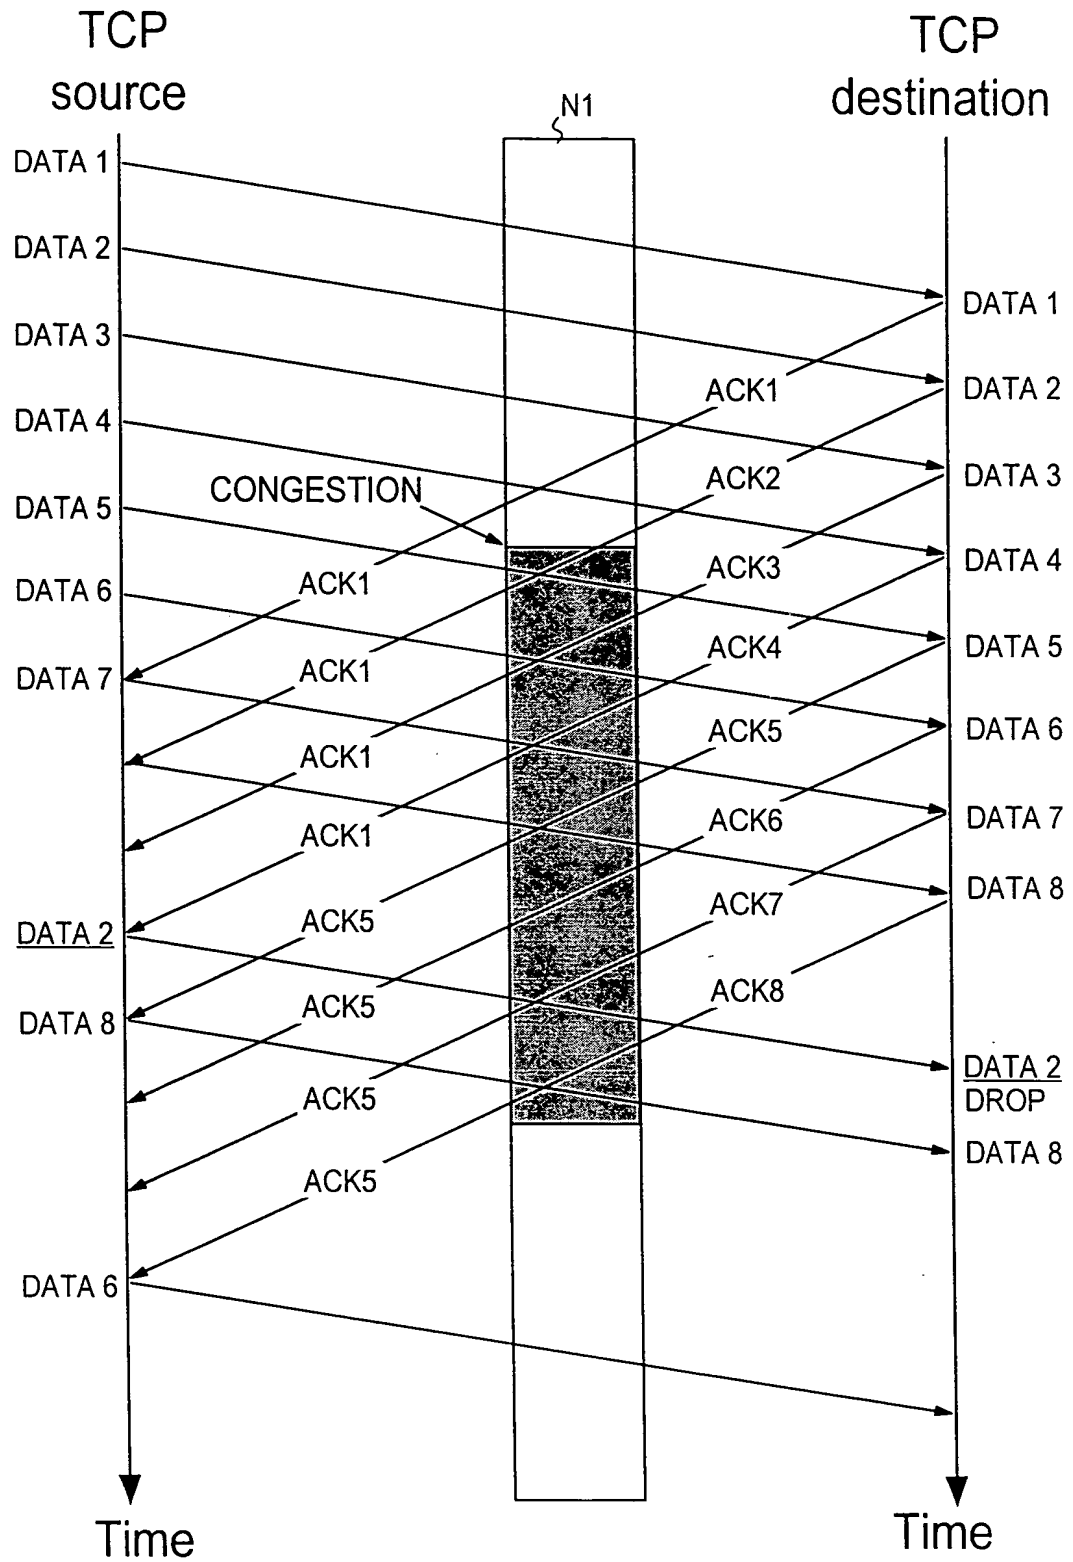 TCP
source
TCP
destination
N1
DATA 1
DATA 2
DATA 1
DATA 3
ACK1
DATA 2
DATA 4
ACK2
DATA 3
CONGESTION
DATA 5
ACK3
DATA 4
DATA 6
ACK1
ACK4
DATA 5
DATA 7
ACK1
ACK5
DATA 6
ACK1
ACK6
DATA 7
ACK1
DATA 8
ACK7
DATA 2
ACK5
ACK8
DATA 8
ACK5
DATA 2
DROP
ACK5
DATA 8
ACK5
DATA 6
Time
Time